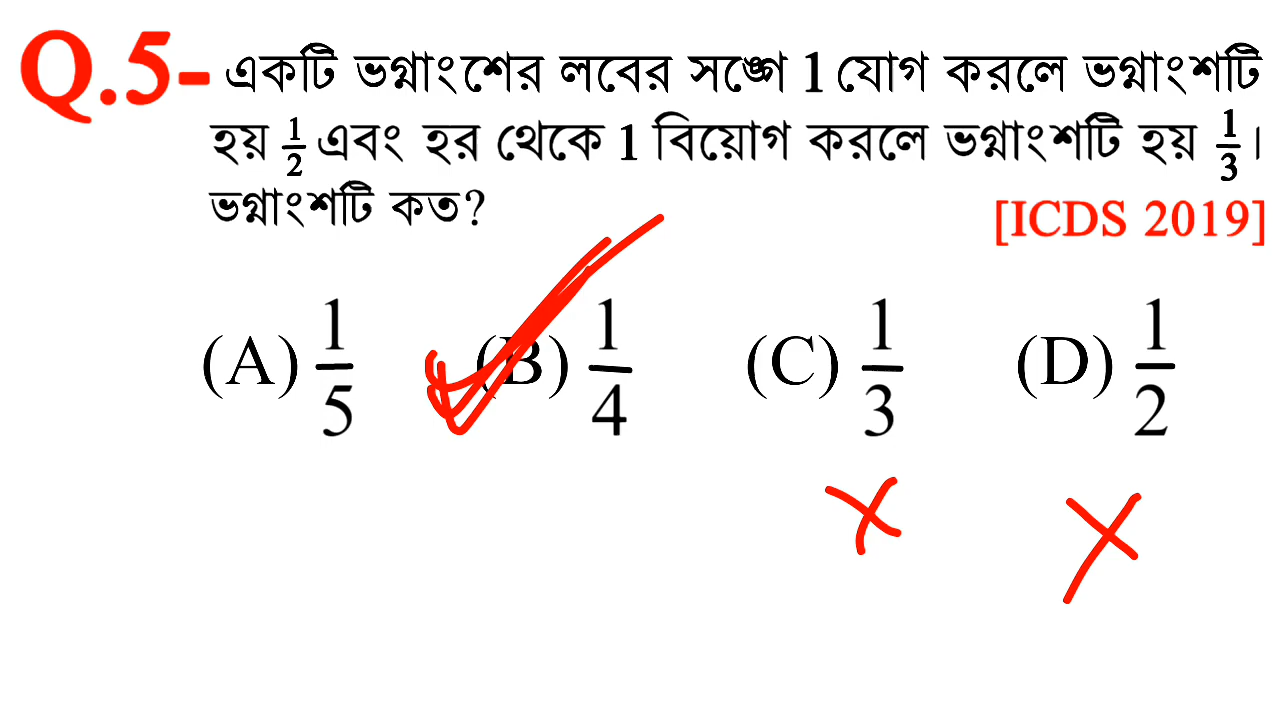 Q.5- একটি ভগ্নাংশের লবের সঙ্গে 1 যোগ করলে ভগ্নাংশটি
হয় 1/2 এবং হর থেকে 1 বিয়োগ করলে ভগ্নাংশটি হয় 1/3।
ভগ্নাংশটি কত? [ICDS 2019]
(A) 1/5 (B) 1/4 (C) 1/3 (D) 1/2